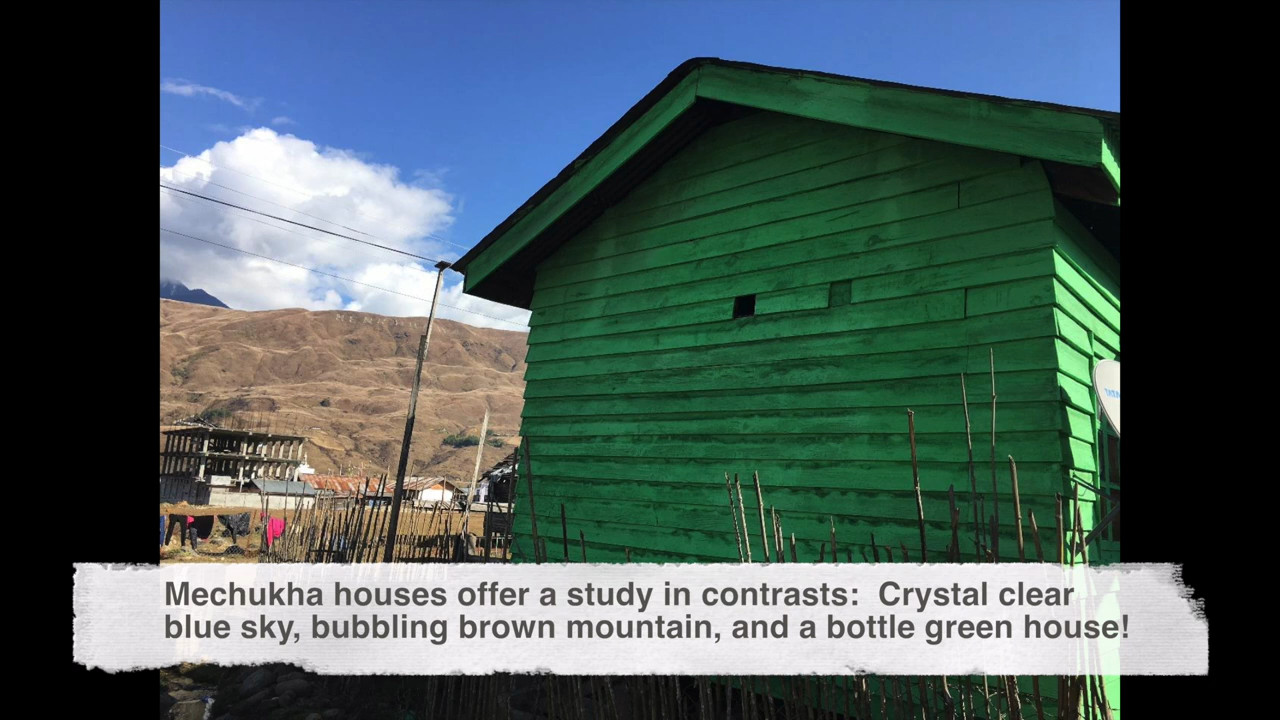 Mechukha houses offer a study in contrasts:  Crystal clear
blue sky, bubbling brown mountain, and a bottle green house!